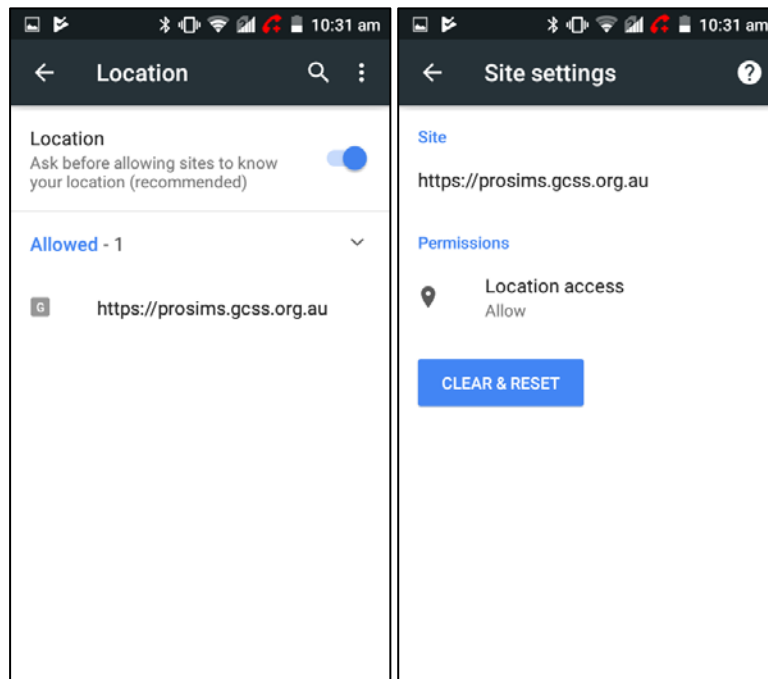 10:31 am
Location
Location
Ask before allowing sites to know
your location (recommended)
Allowed - 1
G
https://prosims.gcss.org.au
10:31 am
Site settings
?
Site
https://prosims.gcss.org.au
Permissions
Location access
Allow
CLEAR & RESET